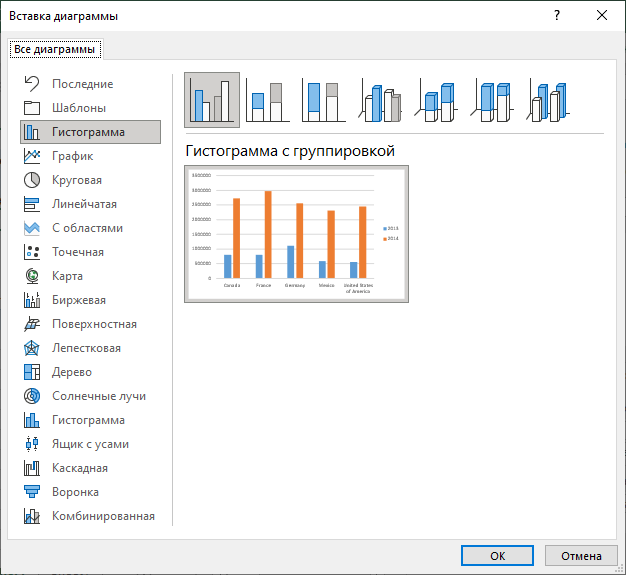 Вставка диаграммы
?
Все диаграммы
Последние
Шаблоны
Гистограмма
График
Круговая
Линейчатая
С областями
Точечная
Карта
Биржевая
Поверхностная
Лепестковая
Дерево
Солнечные лучи
Гистограмма
Ящик с усами
Каскадная
Воронка
Комбинированная
Гистограмма с группировкой
3500000
3000000
2500000
2000000
1500000
1000000
500000
0
Canada
France
Germany
Mexico
United States
of America
2013
2014
ОК
Отмена